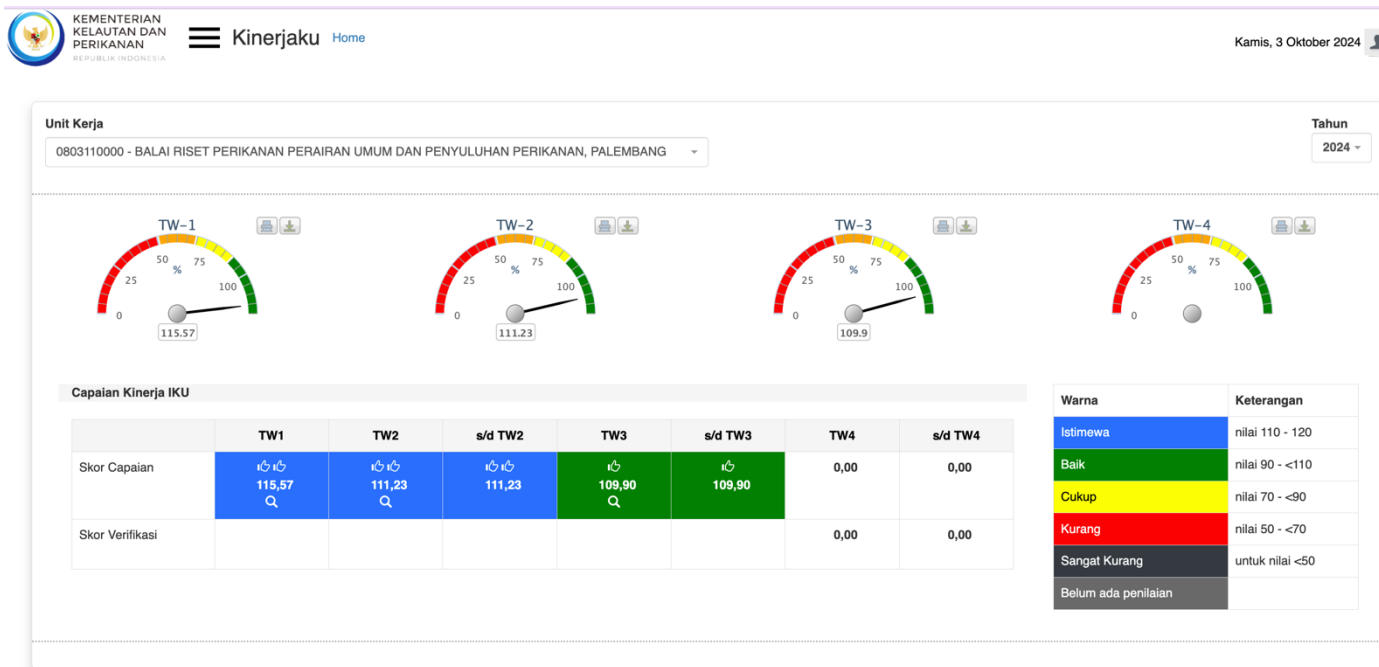 KEMENTERIAN
KELAUTAN DAN
PERIKANAN
REPUBLIK INDONESIA
Kinerjaku Home
Kamis, 3 Oktober 2024
Unit Kerja
Tahun
0803110000 - BALAI RISET PERIKANAN PERAIRAN UMUM DAN PENYULUHAN PERIKANAN, PALEMBANG
2024
TW-1
0
25
50
75
100
%
115.57
TW-2
0
25
50
75
100
%
111.23
TW-3
0
25
50
75
100
%
109.9
TW-4
0
25
50
75
100
%
Capaian Kinerja IKU
TW1 TW2 s/d TW2 TW3 s/d TW3 TW4 s/d TW4
Skor Capaian 115,57 111,23 111,23 109,90 109,90 0,00 0,00
Skor Verifikasi 0,00 0,00
Warna Keterangan
Istimewa nilai 110 - 120
Baik nilai 90 - <110
Cukup nilai 70 - <90
Kurang nilai 50 - <70
Sangat Kurang untuk nilai <50
Belum ada penilaian